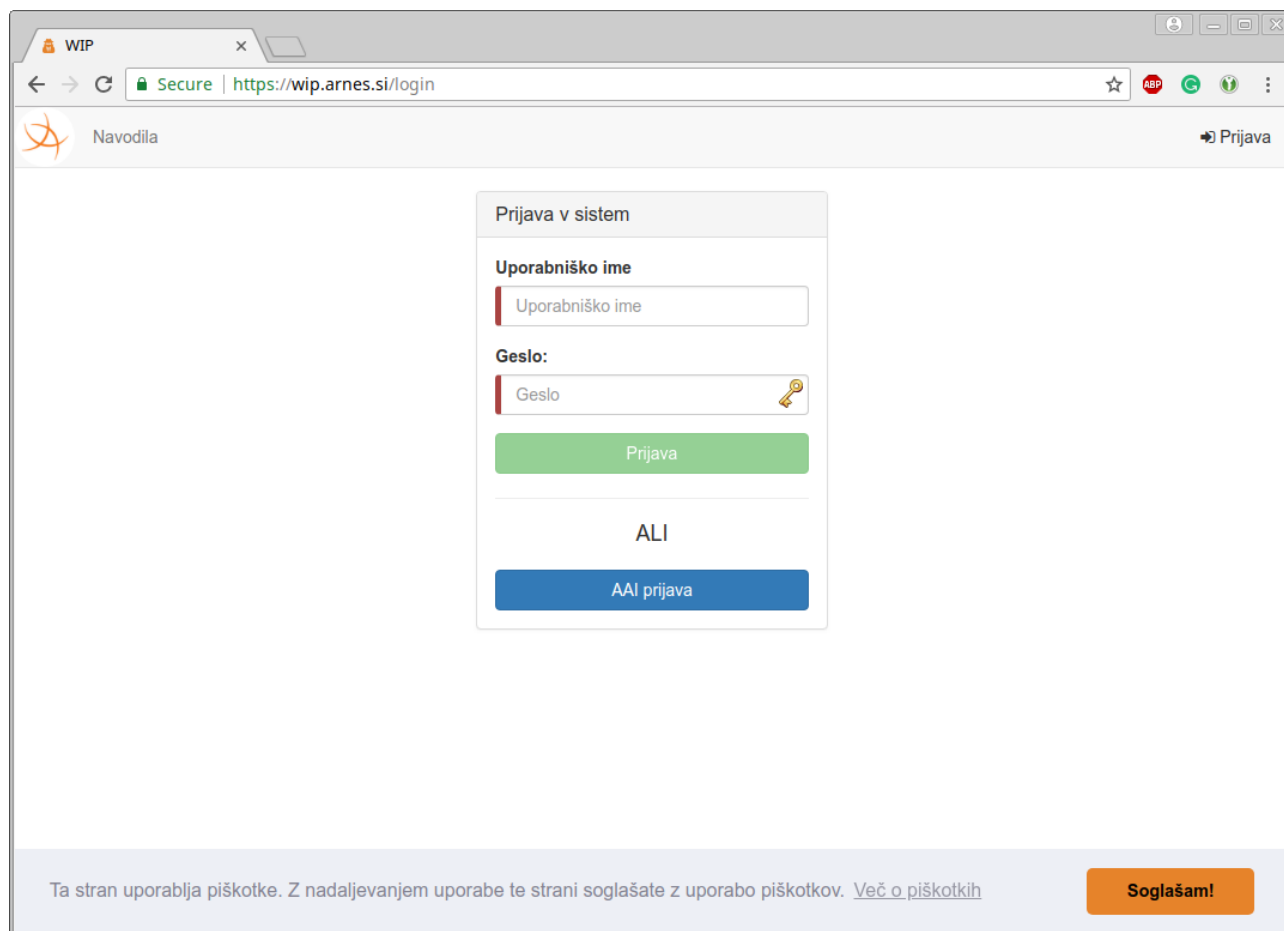 WIP
Secure | https://wip.arnes.si/login
ABP
G
Navodila
Prijava
Prijava v sistem
Uporabniško ime
Uporabniško ime
Geslo:
Geslo
Prijava
ALI
AAI prijava
Ta stran uporablja piškotke. Z nadaljevanjem uporabe te strani soglašate z uporabo piškotkov. Več o piškotkih
Soglašam!